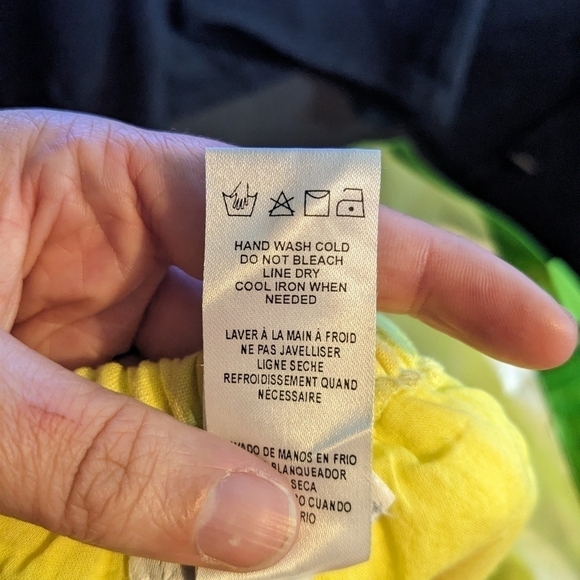 HAND WASH COLD
DO NOT BLEACH
LINE DRY
COOL IRON WHEN
NEEDED
LAVER À LA MAIN À FROID
NE PAS JAVELLISER
LIGNE SECHE
REFROIDISSEMENT QUAND
NÉCESSAIRE
DE MANOS EN FRIO
BLANQUEADOR
SECA
CUANDO